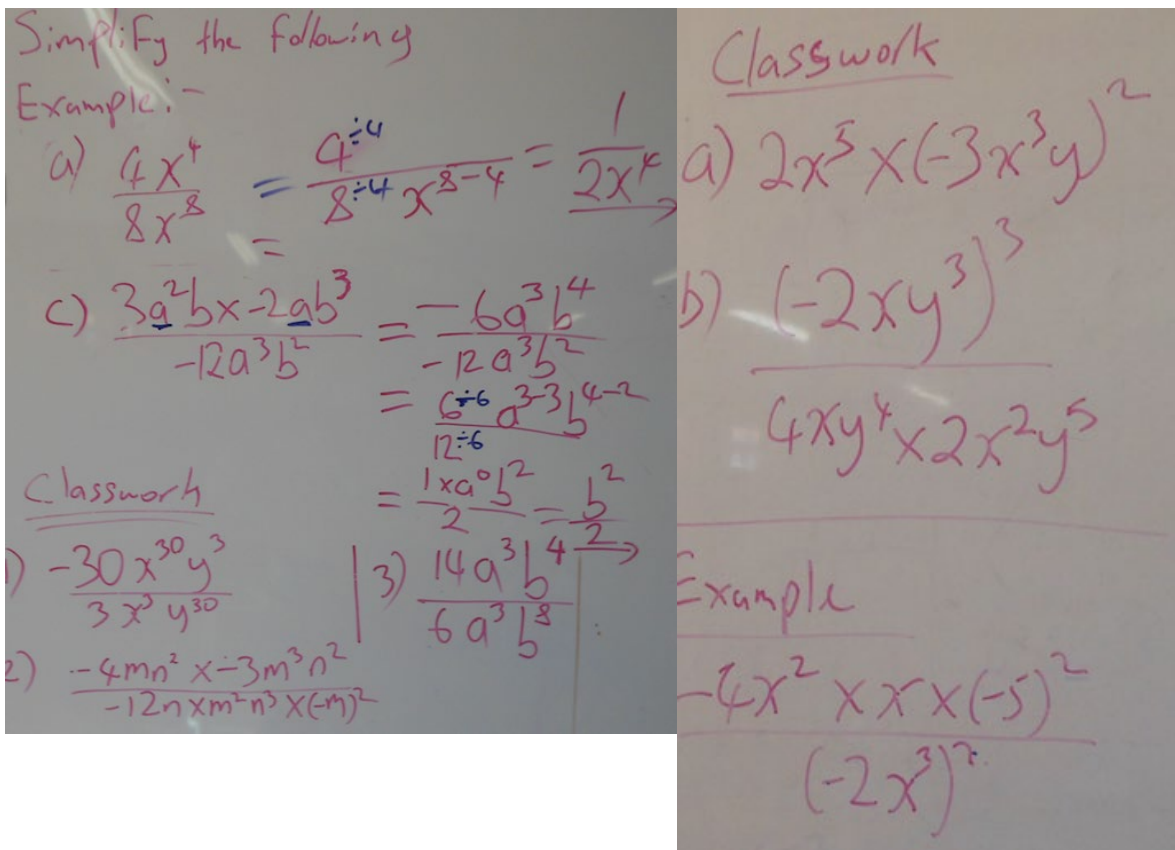 Simplify the following
Example:-
a) 4x⁴/8x⁸ = 4÷⁴/8÷⁴ x⁸⁻⁴ = 1/2x⁴
=
c) 3a²b x -2ab³/-12a³b² = -6a³b⁴/-12a³b²
= 6÷⁶ a³⁻³ b⁴⁻²/12÷⁶
= 1xa⁰b²/2 = b²/2
Classwork
1) -30x³⁰y³/3x³y³⁰
3) 14a³b⁴/6a³b⁸
2) -4mn² x -3m³n²/-12n x m²n³ x (-m)²
Classwork
a) 2x⁵ x (-3x³y)²
b) (-2xy³)³/4xy⁴ x 2x²y⁵
Example
-4x² x x x (-5)²/(-2x³)²